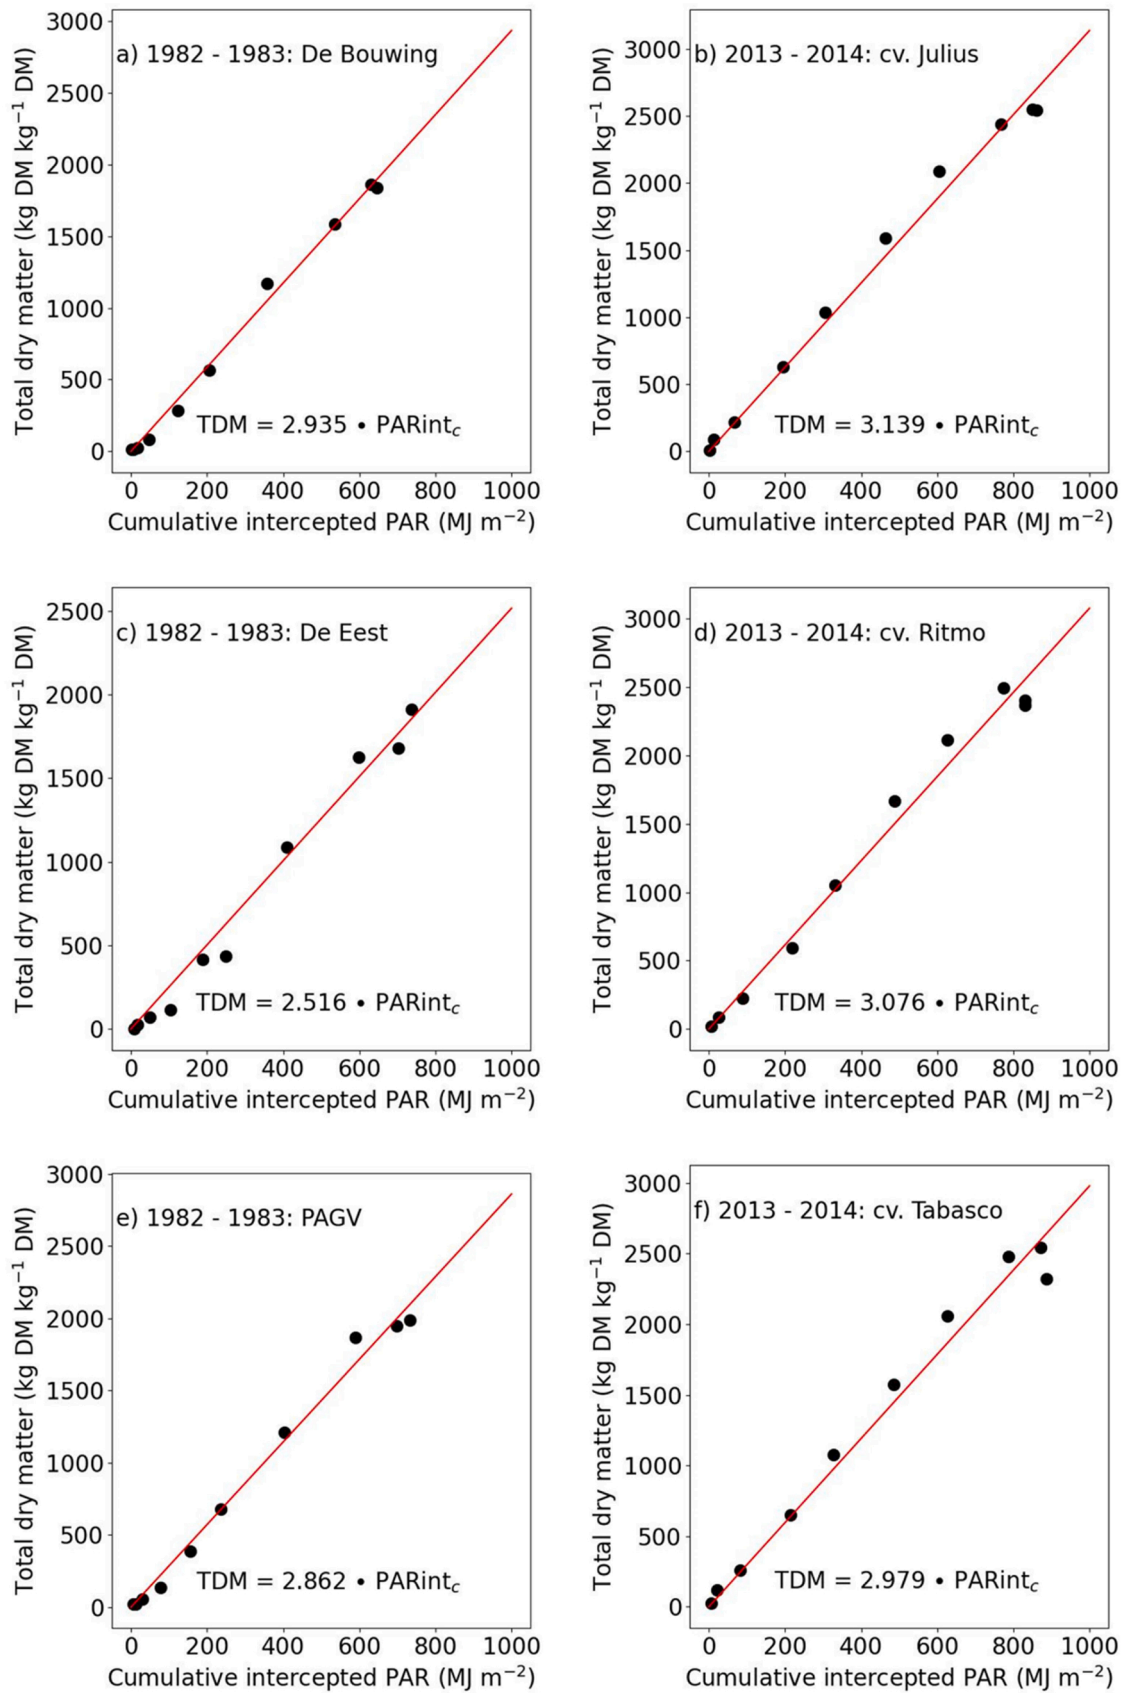 a) 1982 - 1983: De Bouwing
Total dry matter (kg DM kg⁻¹ DM)
3000
2500
2000
1500
1000
500
0
TDM = 2.935 • PARint_c
0 200 400 600 800 1000
Cumulative intercepted PAR (MJ m⁻²)
b) 2013 - 2014: cv. Julius
Total dry matter (kg DM kg⁻¹ DM)
3000
2500
2000
1500
1000
500
0
TDM = 3.139 • PARint_c
0 200 400 600 800 1000
Cumulative intercepted PAR (MJ m⁻²)
c) 1982 - 1983: De Eest
Total dry matter (kg DM kg⁻¹ DM)
2500
2000
1500
1000
500
0
TDM = 2.516 • PARint_c
0 200 400 600 800 1000
Cumulative intercepted PAR (MJ m⁻²)
d) 2013 - 2014: cv. Ritmo
Total dry matter (kg DM kg⁻¹ DM)
3000
2500
2000
1500
1000
500
0
TDM = 3.076 • PARint_c
0 200 400 600 800 1000
Cumulative intercepted PAR (MJ m⁻²)
e) 1982 - 1983: PAGV
Total dry matter (kg DM kg⁻¹ DM)
3000
2500
2000
1500
1000
500
0
TDM = 2.862 • PARint_c
0 200 400 600 800 1000
Cumulative intercepted PAR (MJ m⁻²)
f) 2013 - 2014: cv. Tabasco
Total dry matter (kg DM kg⁻¹ DM)
3000
2500
2000
1500
1000
500
0
TDM = 2.979 • PARint_c
0 200 400 600 800 1000
Cumulative intercepted PAR (MJ m⁻²)